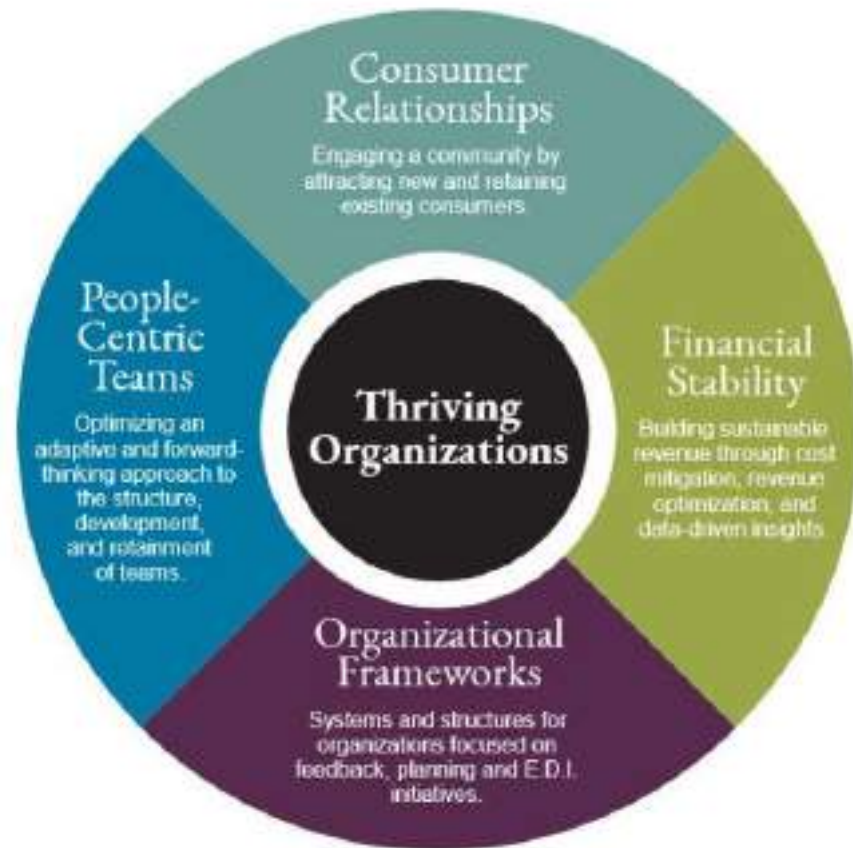 Consumer
Relationships
Engaging a community by
attracting new and retaining
existing consumers
People-
Centric
Teams
Optimizing an
adaptive and forward-
thinking approach to
the structure,
development,
and retainment
of teams.
Thriving
Organizations
Financial
Stability
Building sustainable
revenue through cost
mitigation, revenue
optimization, and
data-driven insights
Organizational
Frameworks
Systems and structures for
organizations focused on
feedback, planning and E.D.I.
initiatives.